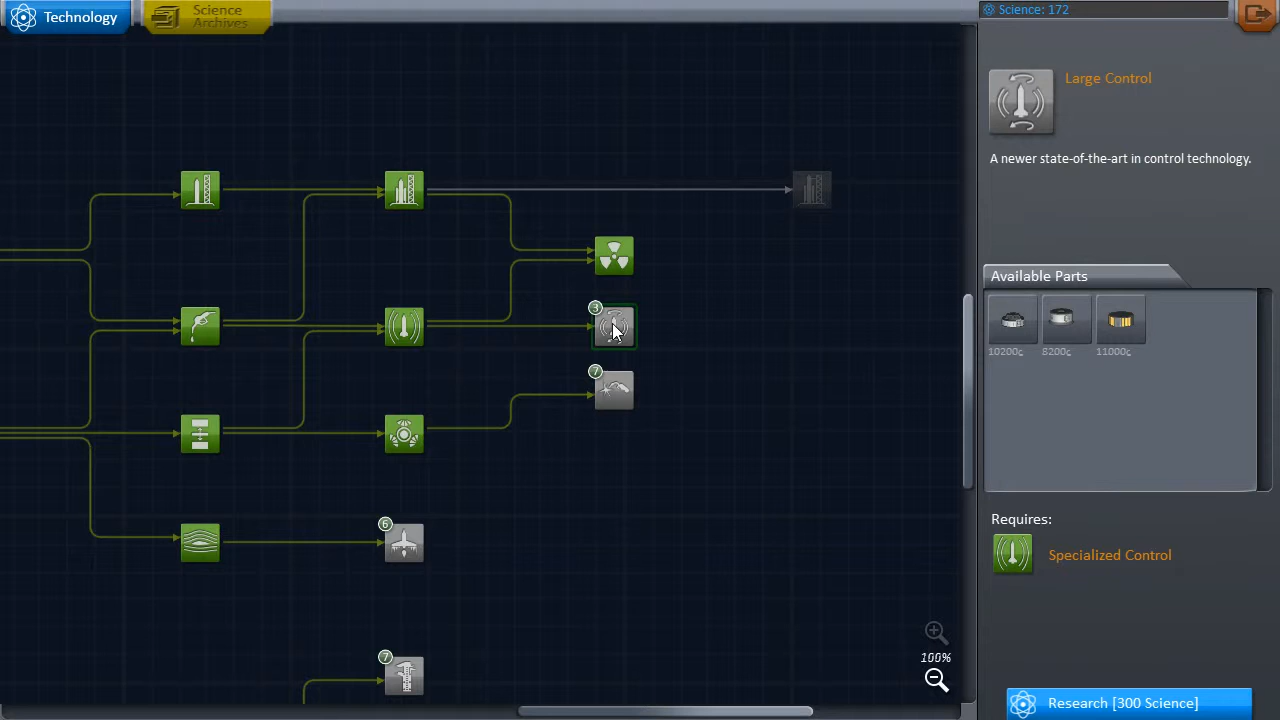 Technology
Science
Archives
Science: 172
Large Control
A newer state-of-the-art in control technology.
Available Parts
10200
8200
11000
Requires:
Specialized Control
3
7
6
7
100%
Research [300 Science]